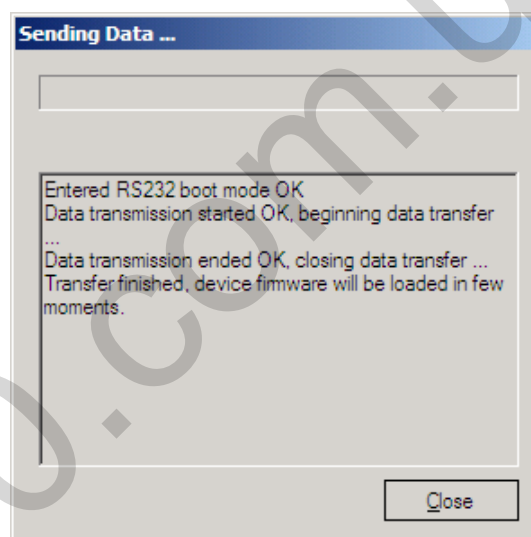 Sending Data ...
Entered RS232 boot mode OK
Data transmission started OK, beginning data transfer
...
Data transmission ended OK, closing data transfer ...
Transfer finished, device fimware will be loaded in few
moments.
Close